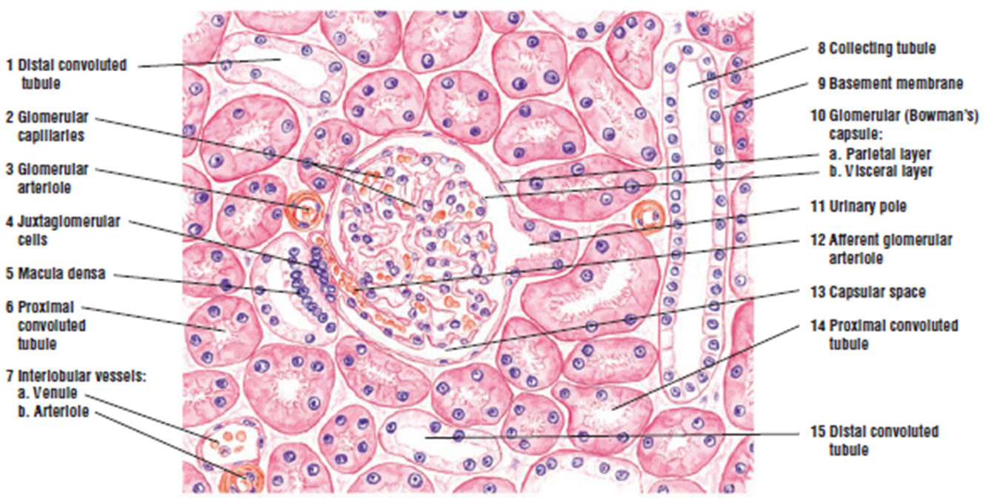 1 Distal convoluted
tubule
2 Glomerular
capillaries
3 Glomerular
arteriole
4 Juxtaglomerular
cells
5 Macula densa
6 Proximal
convoluted
tubule
7 Interlobular vessels:
a. Venule
b. Arteriole
8 Collecting tubule
9 Basement membrane
10 Glomerular (Bowman's)
capsule:
a. Parietal layer
b. Visceral layer
11 Urinary pole
12 Afferent glomerular
arteriole
13 Capsular space
14 Proximal convoluted
tubule
15 Distal convoluted
tubule